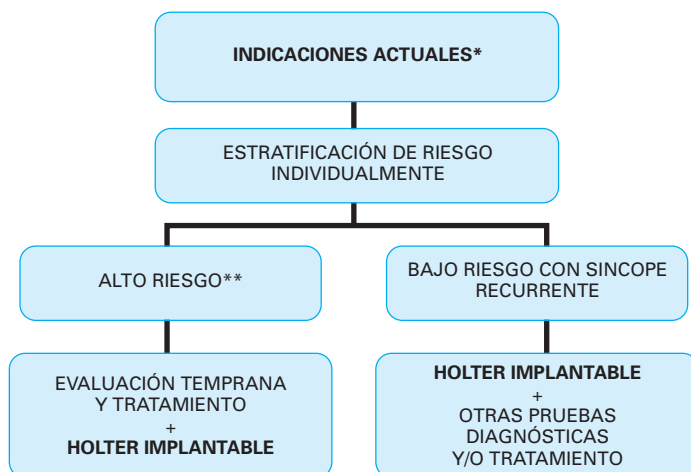 INDICACIONES ACTUALES*
ESTRATIFICACIÓN DE RIESGO
INDIVIDUALMENTE
ALTO RIESGO**
BAJO RIESGO CON SINCOPE
RECURRENTE
EVALUACIÓN TEMPRANA
Y TRATAMIENTO
+
HOLTER IMPLANTABLE
HOLTER IMPLANTABLE
+
OTRAS PRUEBAS
DIAGNÓSTICAS
Y/O TRATAMIENTO